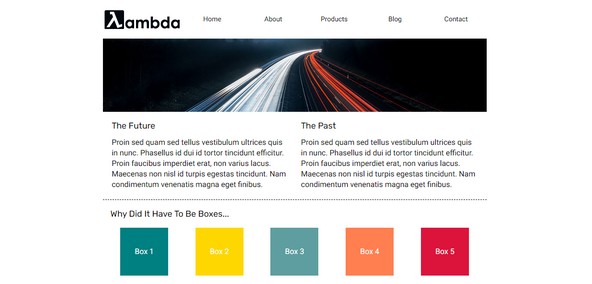 λambda
Home About Products Blog Contact
The Future
Proin sed quam sed tellus vestibulum ultrices quis
in nunc. Phasellus dui id tortor tincidunt efficitur.
Proin faucibus imperdiet erat, non varius lacus.
Maecenas non nisl id turpis egestas tincidunt. Nam
condimentum venenatis magna eget finibus.
The Past
Proin sed quam sed tellus vestibulum ultrices quis
in nunc. Phasellus dui id tortor tincidunt efficitur.
Proin faucibus imperdiet erat, non varius lacus.
Maecenas non nisl id turpis egestas tincidunt. Nam
condimentum venenatis magna eget finibus.
Why Did It Have To Be Boxes...
Box 1 Box 2 Box 3 Box 4 Box 5